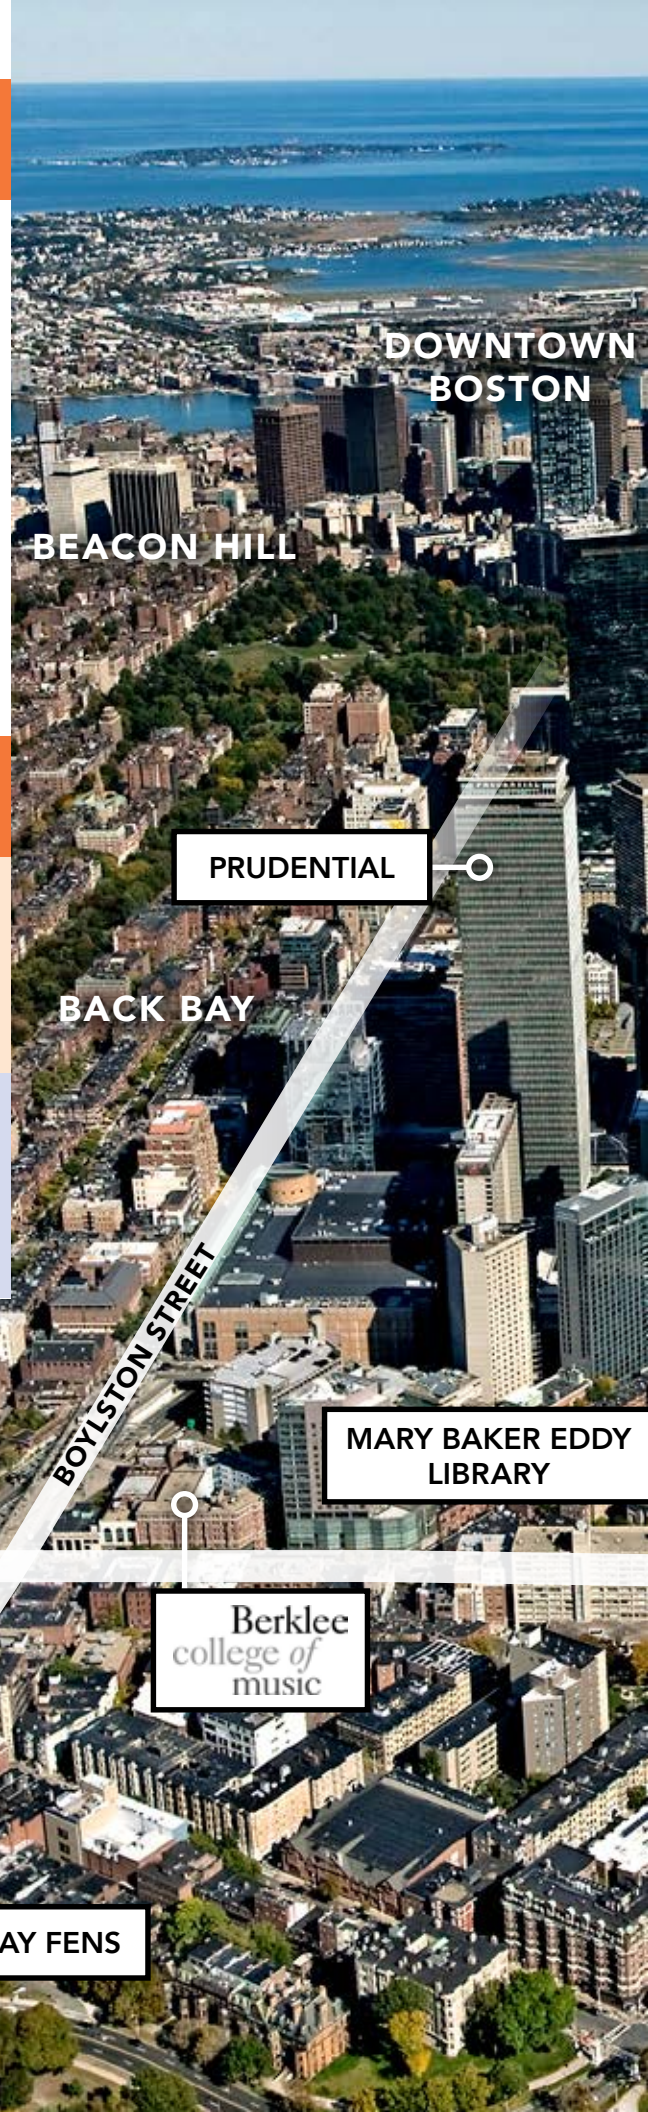 DOWNTOWN
BOSTON
BEACON HILL
PRUDENTIAL
BACK BAY
BOYLSTON STREET
MARY BAKER EDDY
LIBRARY
Berklee
college of
music
AY FENS